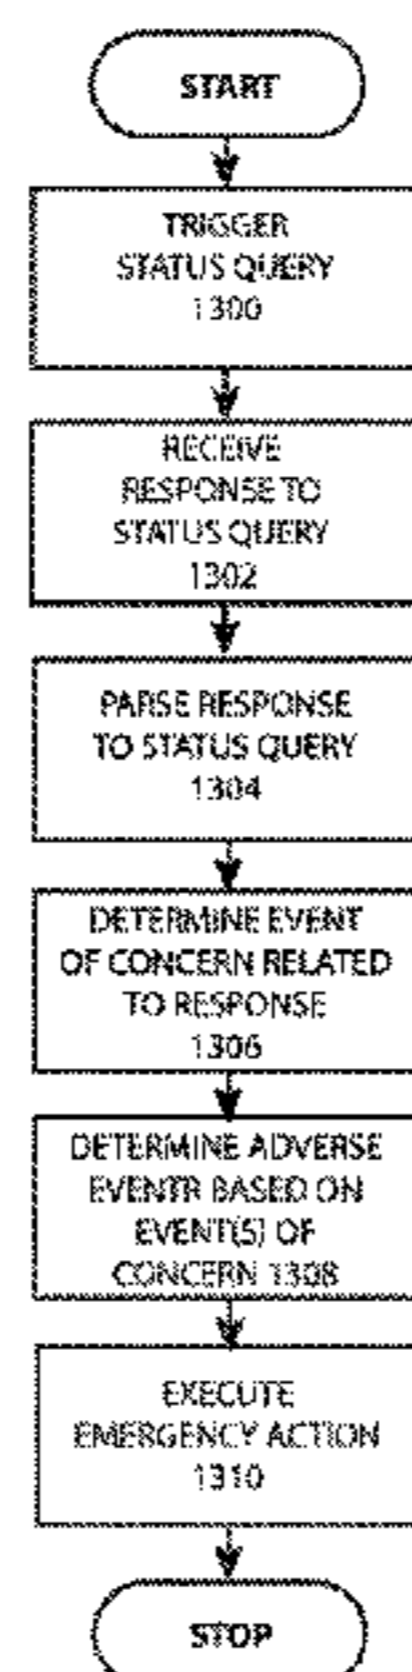 START
TRIGGER
STATUS QUERY
1300
RECEIVE
RESPONSE TO
STATUS QUERY
1302
PARSE RESPONSE
TO STATUS QUERY
1304
DETERMINE EVENT
OF CONCERN RELATED
TO RESPONSE
1306
DETERMINE ADVERSE
EVENTR BASED ON
EVENT(S) OF
CONCERN 1308
EXECUTE
EMERGENCY ACTION
1310
STOP